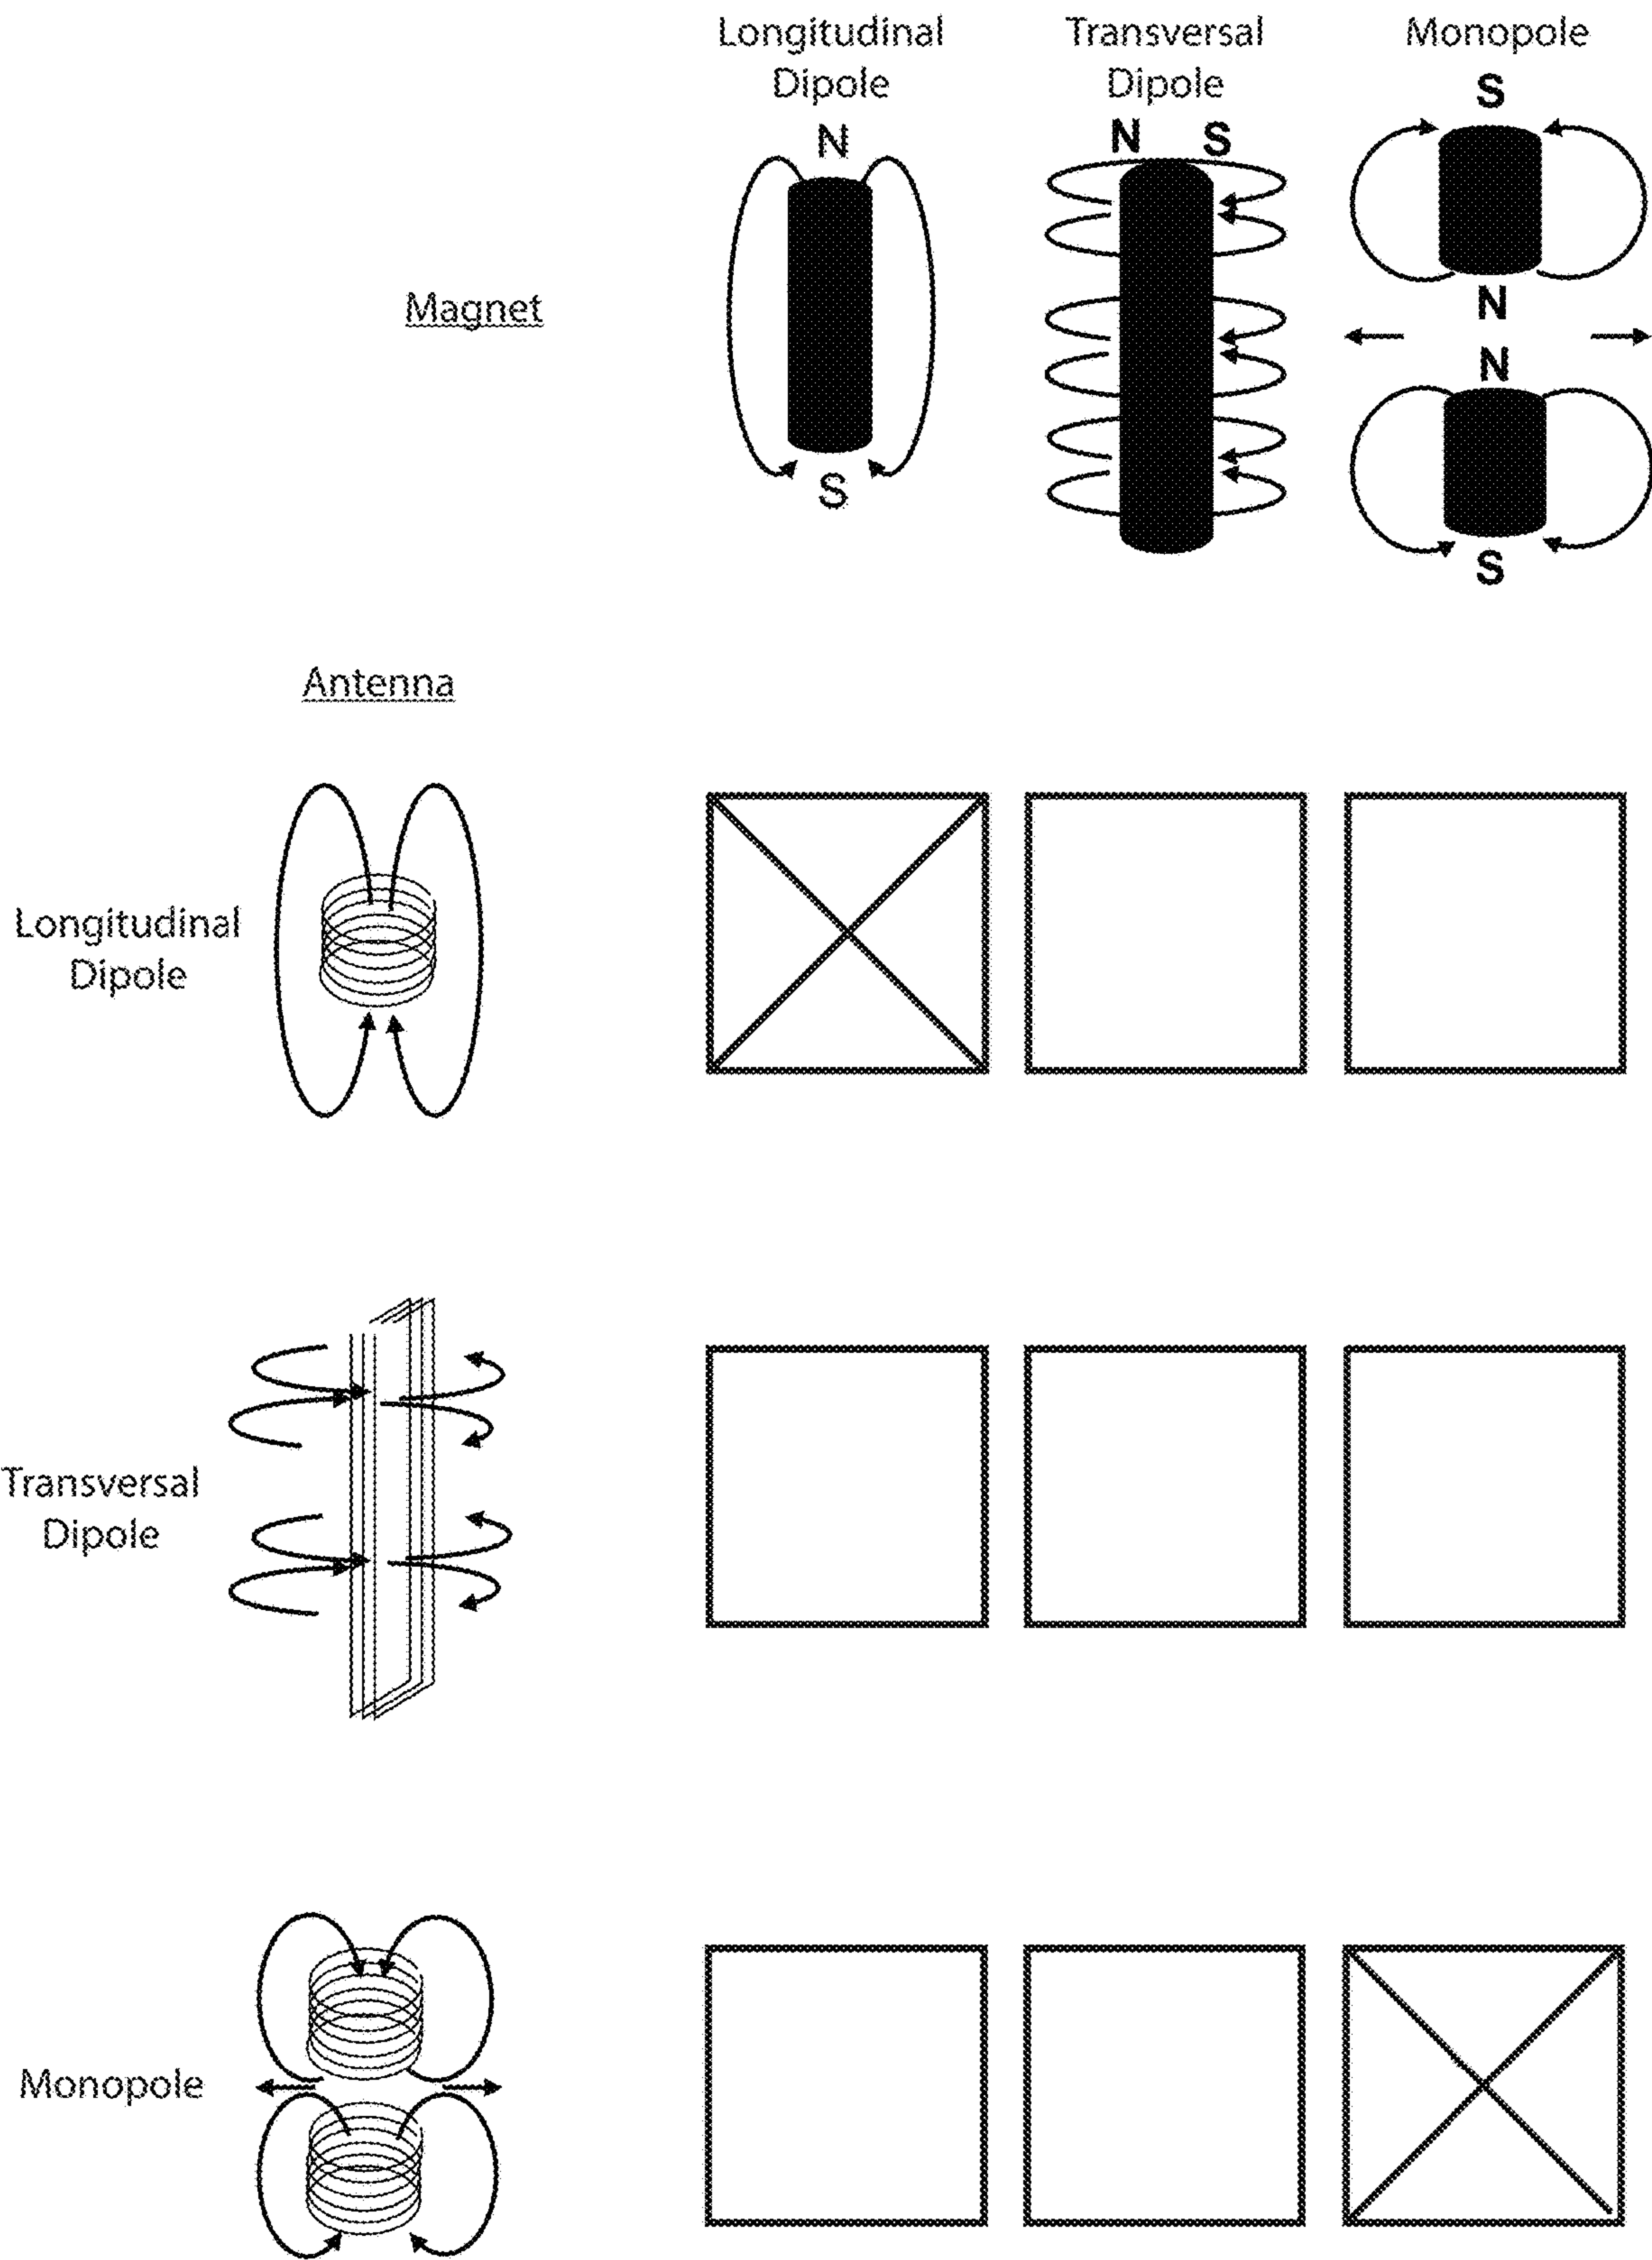 Longitudinal
Dipole
Transversal
Dipole
Monopole
N
N S
S
Magnet
N
N
S
S
Antenna
Longitudinal
Dipole
Transversal
Dipole
Monopole